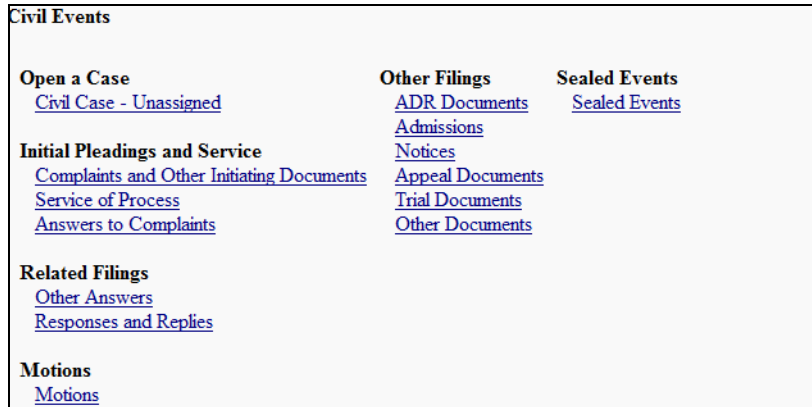 Civil Events
Open a Case
Civil Case - Unassigned
Initial Pleadings and Service
Complaints and Other Initiating Documents
Service of Process
Answers to Complaints
Related Filings
Other Answers
Responses and Replies
Motions
Motions
Other Filings
ADR Documents
Admissions
Notices
Appeal Documents
Trial Documents
Other Documents
Sealed Events
Sealed Events